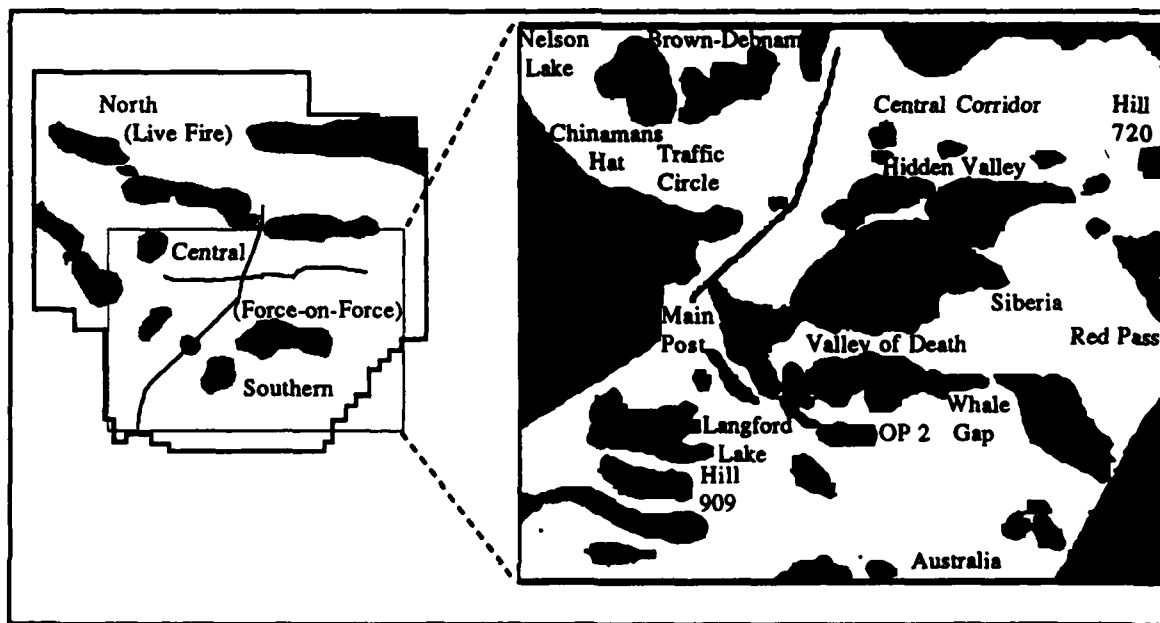 North
(Live Fire)
Central
(Force-on-Force)
Southern
Nelson
Lake
Brown-Debnam
Central Corridor
Hill
720
Chinamans
Hat
Traffic
Circle
Hidden Valley
Siberia
Main
Post
Valley of Death
Red Pass
Whale
Gap
Langford
Lake
OP 2
Hill
909
Australia